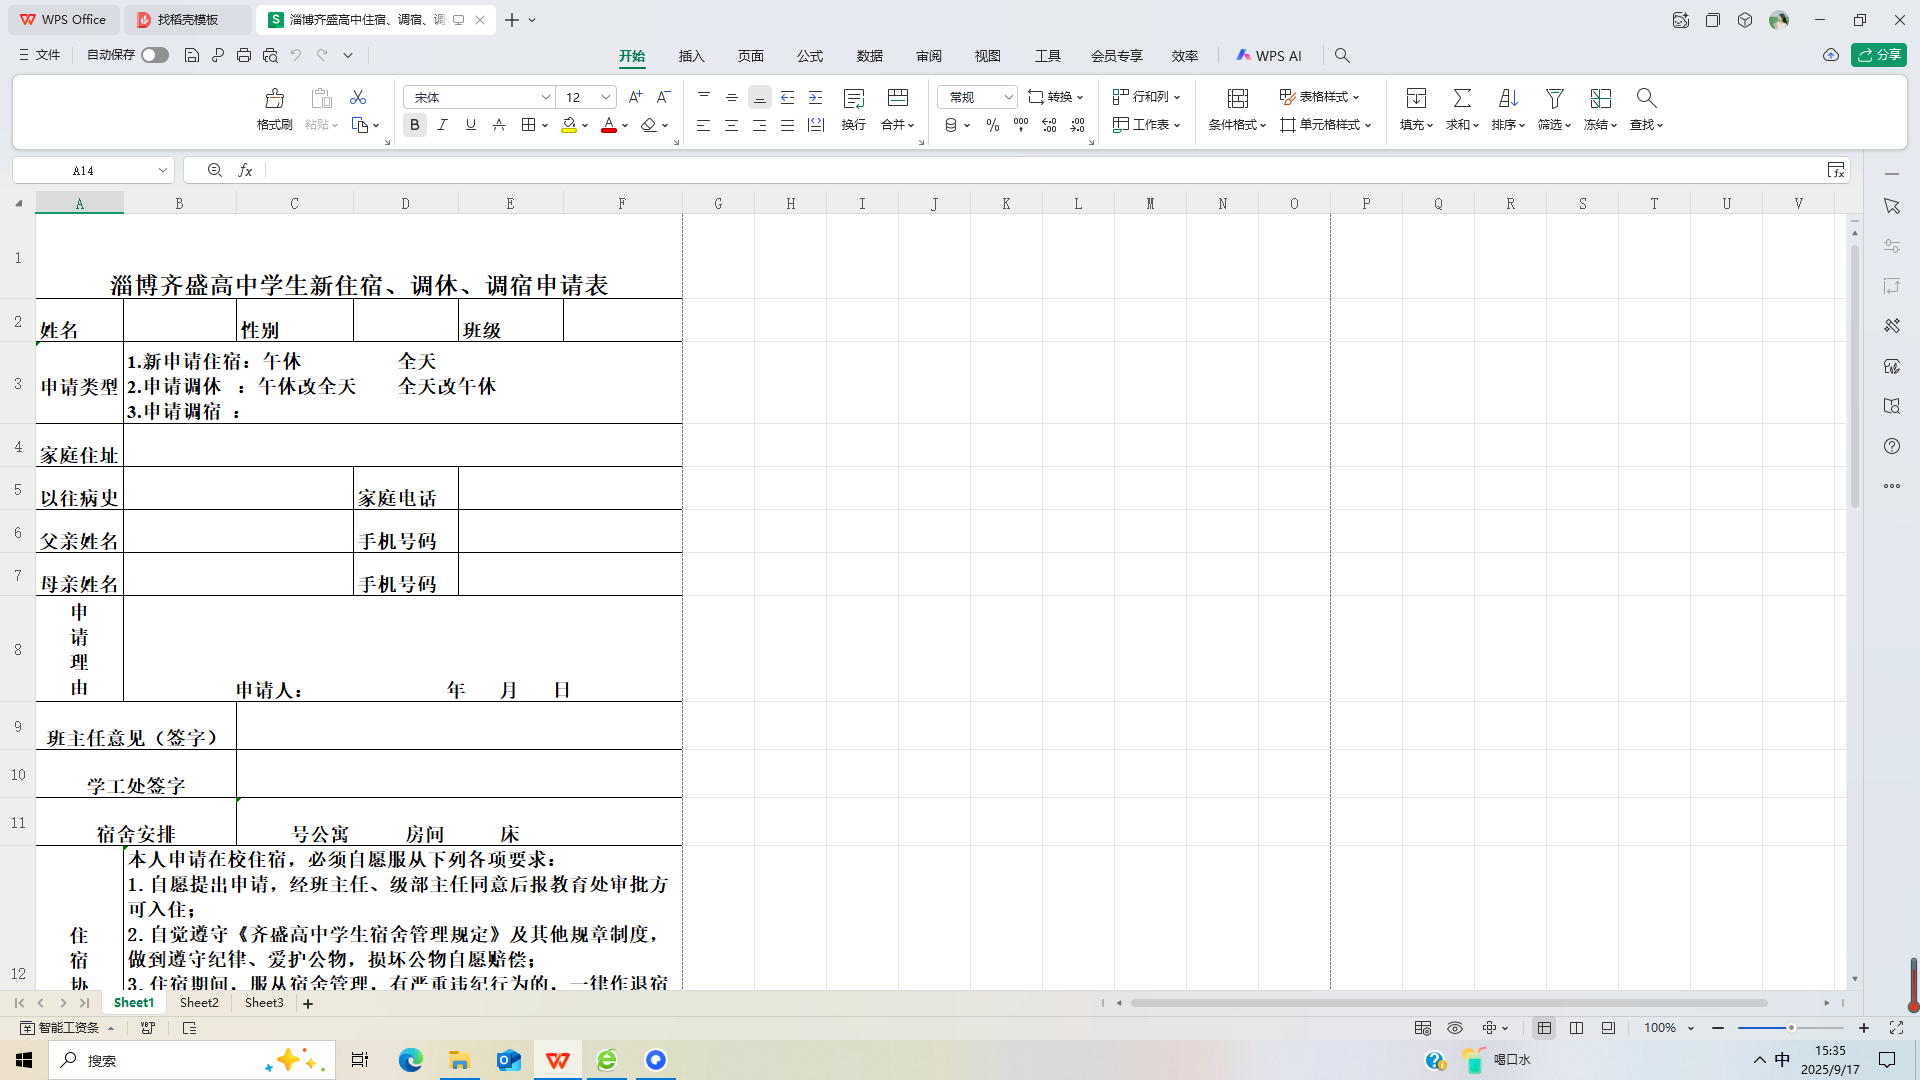 WPS Office
找稻壳模板
淄博齐盛高中住宿、调宿、调
文件
自动保存
开始
插入
页面
公式
数据
审阅
视图
工具
会员专享
效率
WPS AI
分享
格式刷
粘贴
宋体
12
换行
合并
常规
转换
行和列
工作表
条件格式
表格样式
单元格样式
填充
求和
排序
筛选
冻结
查找
A14
A B C D E F G H I J K L M N O P Q R S T U V
1
淄博齐盛高中学生新住宿、调休、调宿申请表
2 姓名 性别 班级
3 申请类型
1.新申请住宿：午休 全天
2.申请调休 ：午休改全天 全天改午休
3.申请调宿 ：
4 家庭住址
5 以往病史 家庭电话
6 父亲姓名 手机号码
7 母亲姓名 手机号码
8
申
请
理
由
申请人： 年 月 日
9 班主任意见（签字）
10 学工处签字
11 宿舍安排 号公寓 房间 床
12
住
宿
协
本人申请在校住宿，必须自愿服从下列各项要求：
1. 自愿提出申请，经班主任、级部主任同意后报教育处审批方
可入住；
2. 自觉遵守《齐盛高中学生宿舍管理规定》及其他规章制度，
做到遵守纪律、爱护公物，损坏公物自愿赔偿；
3. 住宿期间，服从宿舍管理，有严重违纪行为的，一律作退宿
Sheet1 Sheet2 Sheet3
智能工资条
100%
搜索
喝口水
中
15:35
2025/9/17